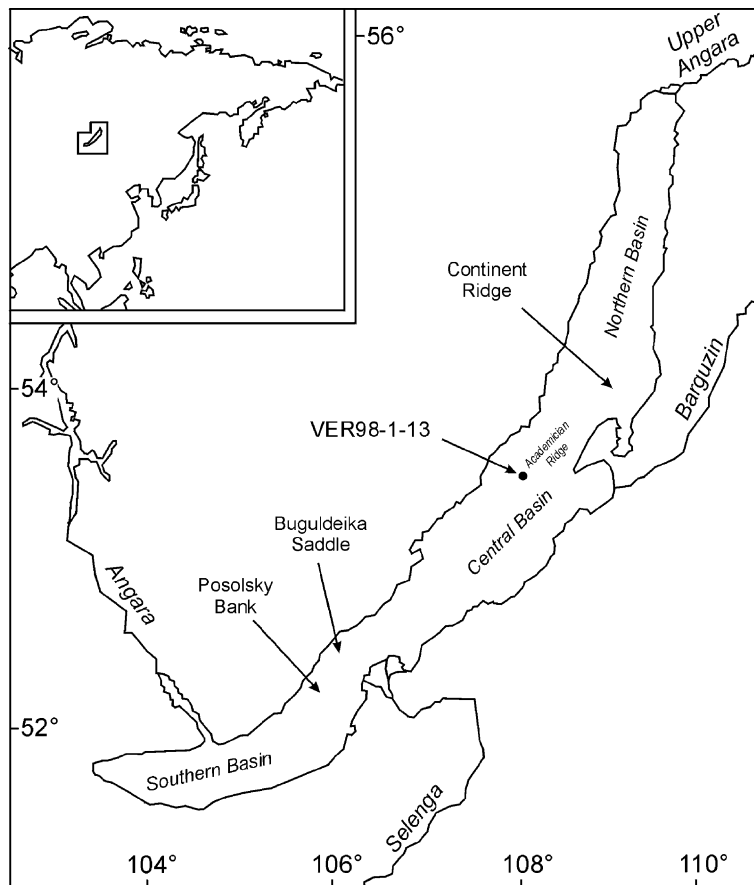 56°
Upper
Angara
Northern Basin
Continent
Ridge
Barguzin
54°
VER98-1-13
Academician
Ridge
Central Basin
Buguldeika
Saddle
Posolsky
Bank
Angara
52°
Southern Basin
Selenga
104°
106°
108°
110°